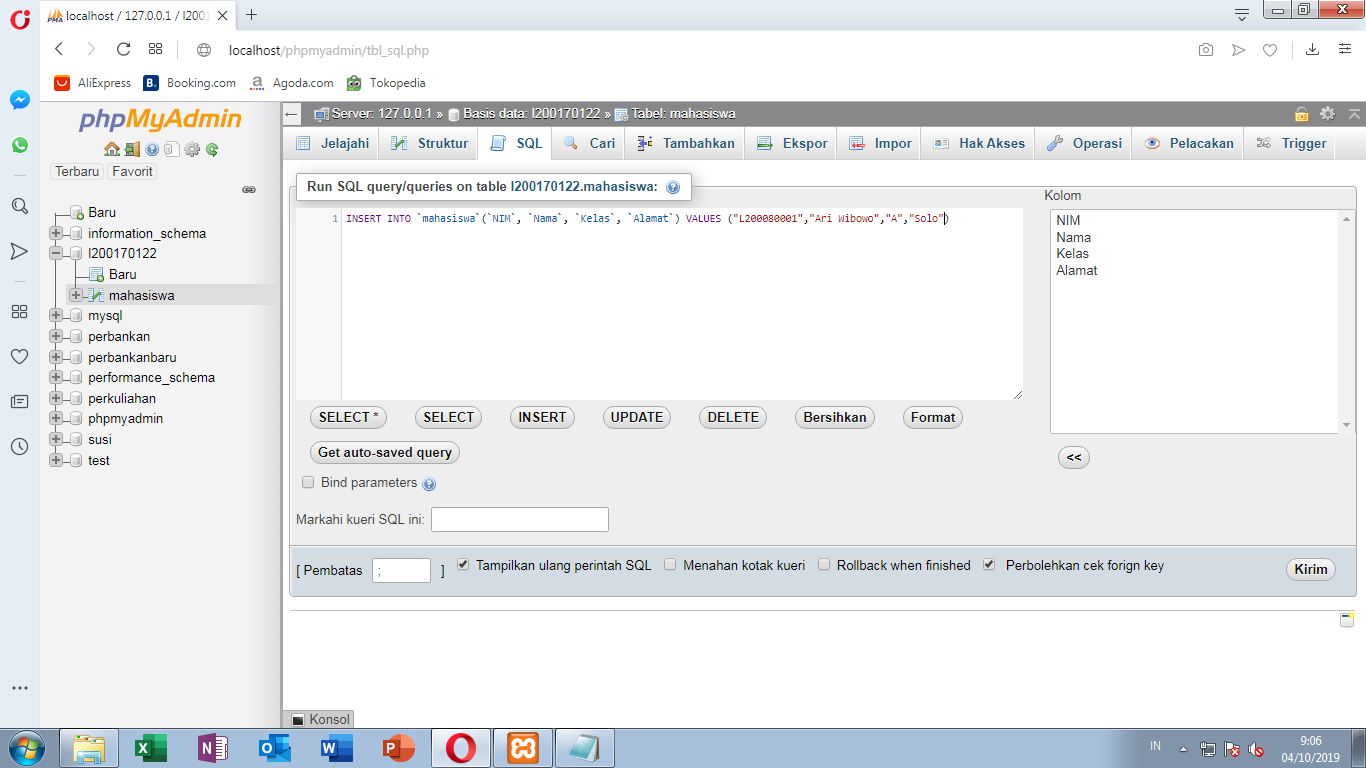 localhost / 127.0.0.1 / l2001
localhost/phpmyadmin/tbl_sql.php
AliExpress
B.
Booking.com
a
Agoda.com
Tokopedia
phpMyAdmin
Terbaru
Favorit
Baru
information_schema
l200170122
Baru
mahasiswa
mysql
perbankan
perbankanbaru
performance_schema
perkuliahan
phpmyadmin
susi
test
Server: 127.0.0.1 » Basis data: l200170122 » Tabel: mahasiswa
Jelajahi
Struktur
SQL
Cari
Tambahkan
Ekspor
Impor
Hak Akses
Operasi
Pelacakan
Trigger
Run SQL query/queries on table l200170122.mahasiswa:
1 INSERT INTO `mahasiswa`(`NIM`, `Nama`, `Kelas`, `Alamat`) VALUES ("L200080001","Ari Wibowo","A","Solo")
Kolom
NIM
Nama
Kelas
Alamat
<<
SELECT *
SELECT
INSERT
UPDATE
DELETE
Bersihkan
Format
Get auto-saved query
Bind parameters
Markahi kueri SQL ini:
[ Pembatas ; ]
Tampilkan ulang perintah SQL
Menahan kotak kueri
Rollback when finished
Perbolehkan cek forign key
Kirim
Konsol
IN
9:06
04/10/2019